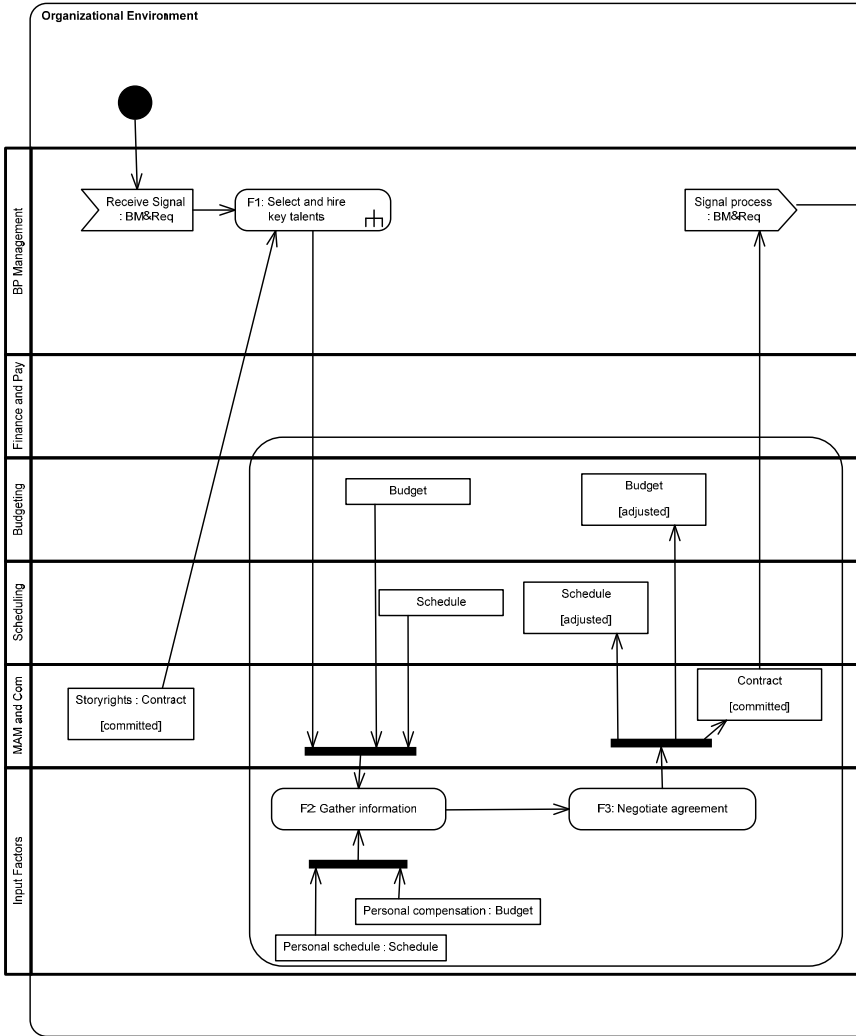 Organizational Environment
BP Management
Receive Signal
: BM&Req
F1: Select and hire
key talents
Signal process
: BM&Req
Finance and Pay
Budgeting
Budget
Budget
[adjusted]
Scheduling
Schedule
Schedule
[adjusted]
MAM and Com
Storyrights : Contract
[committed]
Contract
[committed]
Input Factors
F2: Gather information
F3: Negotiate agreement
Personal compensation : Budget
Personal schedule : Schedule